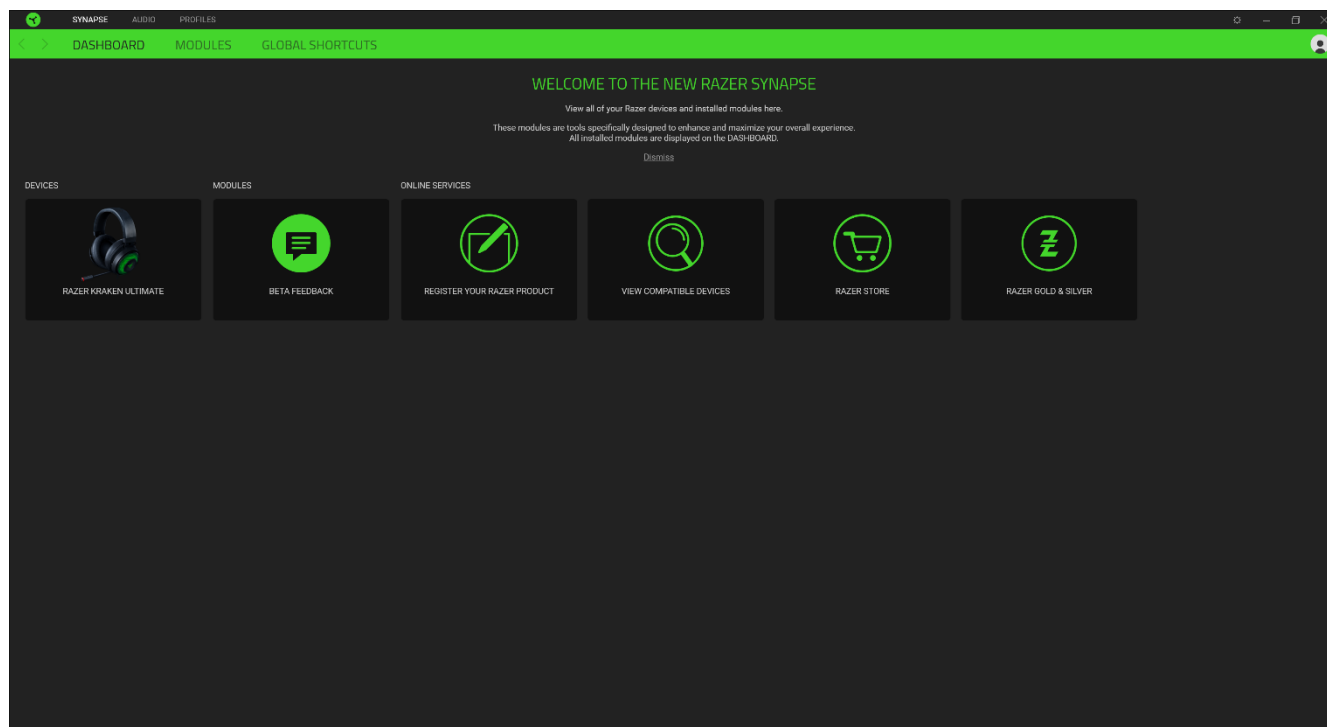 SYNAPSE AUDIO PROFILES
DASHBOARD MODULES GLOBAL SHORTCUTS
WELCOME TO THE NEW RAZER SYNAPSE
View all of your Razer devices and installed modules here.
These modules are tools specifically designed to enhance and maximize your overall experience.
All installed modules are displayed on the DASHBOARD.
Dismiss
DEVICES MODULES ONLINE SERVICES
RAZER KRAKEN ULTIMATE BETA FEEDBACK REGISTER YOUR RAZER PRODUCT VIEW COMPATIBLE DEVICES RAZER STORE RAZER GOLD & SILVER